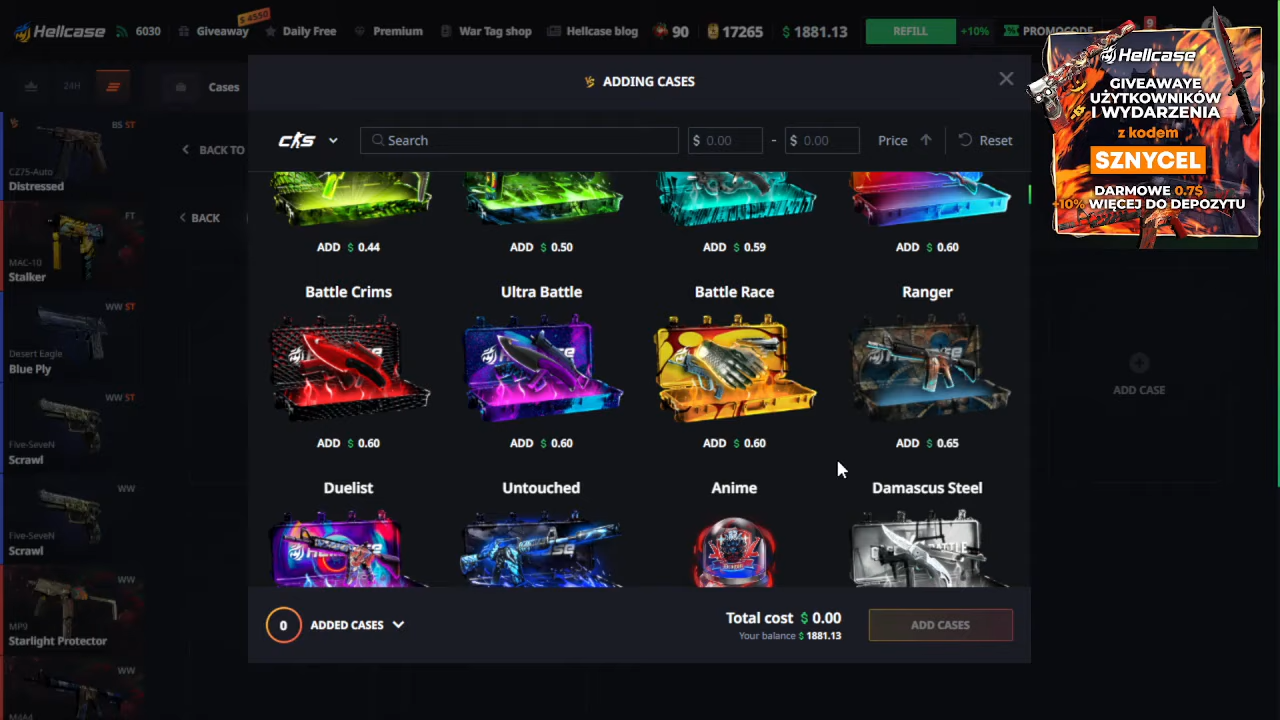 Hellcase
6030
Giveaway
$ 4550
Daily Free
Premium
War Tag shop
Hellcase blog
90
17265
$ 1881.13
REFILL
+10%
PROMOCODE
9
24H
Cases
BACK TO
BACK
BS ST
CZ75-Auto
Distressed
FT
MAC-10
Stalker
WW ST
Desert Eagle
Blue Ply
WW ST
Five-SeveN
Scrawl
WW
Five-SeveN
Scrawl
WW
MP9
Starlight Protector
WW
M4A4
ADDING CASES
Search
$ 0.00
-
$ 0.00
Price
Reset
ADD $ 0.44
ADD $ 0.50
ADD $ 0.59
ADD $ 0.60
Battle Crims
Ultra Battle
Battle Race
Ranger
ADD $ 0.60
ADD $ 0.60
ADD $ 0.60
ADD $ 0.65
Duelist
Untouched
Anime
Damascus Steel
0
ADDED CASES
Total cost $ 0.00
Your balance $ 1881.13
ADD CASES
ADD CASE
Hellcase
GIVEAWAYE
UŻYTKOWNIKÓW
I WYDARZENIA
z kodem
SZNYCEL
DARMOWE 0.7$
+10% WIĘCEJ DO DEPOZYTU